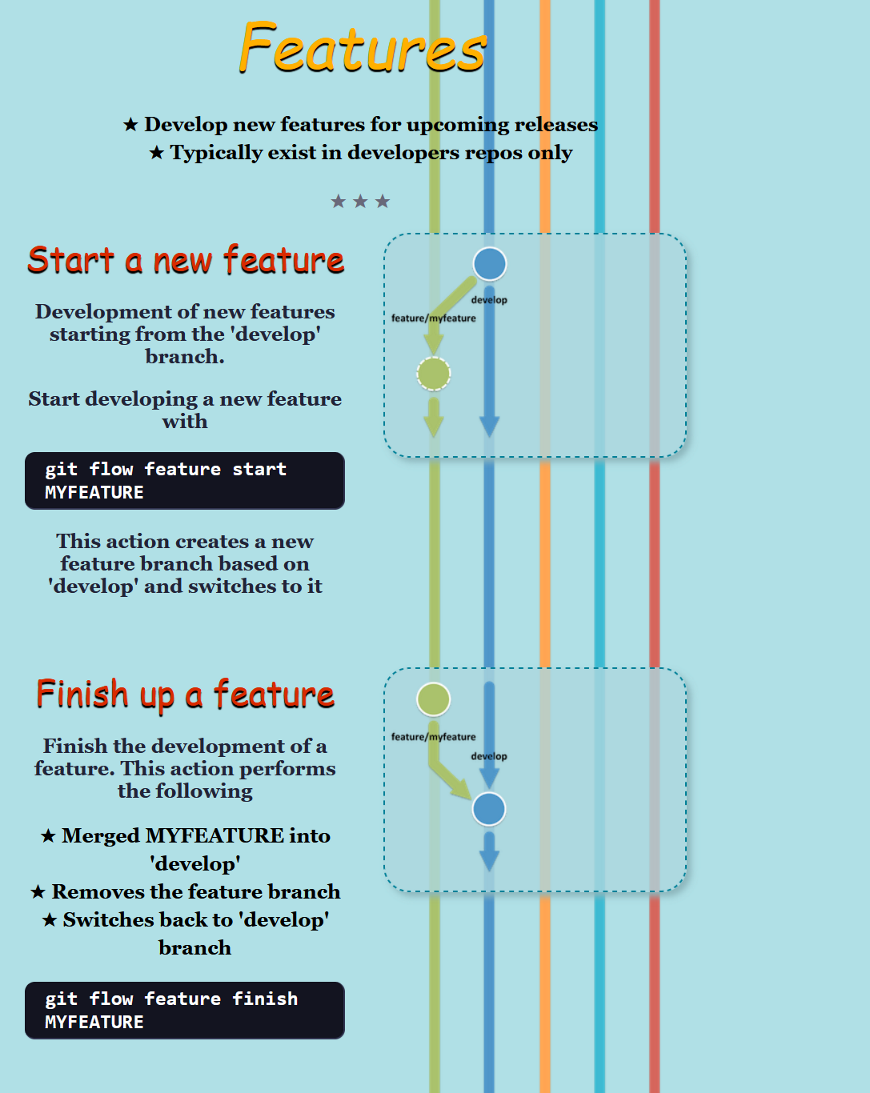 Features
★ Develop new features for upcoming releases
★ Typically exist in developers repos only
★ ★ ★
Start a new feature
Development of new features
starting from the 'develop'
branch.
Start developing a new feature
with
git flow feature start
MYFEATURE
This action creates a new
feature branch based on
'develop' and switches to it
develop
feature/myfeature
Finish up a feature
Finish the development of a
feature. This action performs
the following
★ Merged MYFEATURE into
'develop'
★ Removes the feature branch
★ Switches back to 'develop'
branch
git flow feature finish
MYFEATURE
feature/myfeature
develop